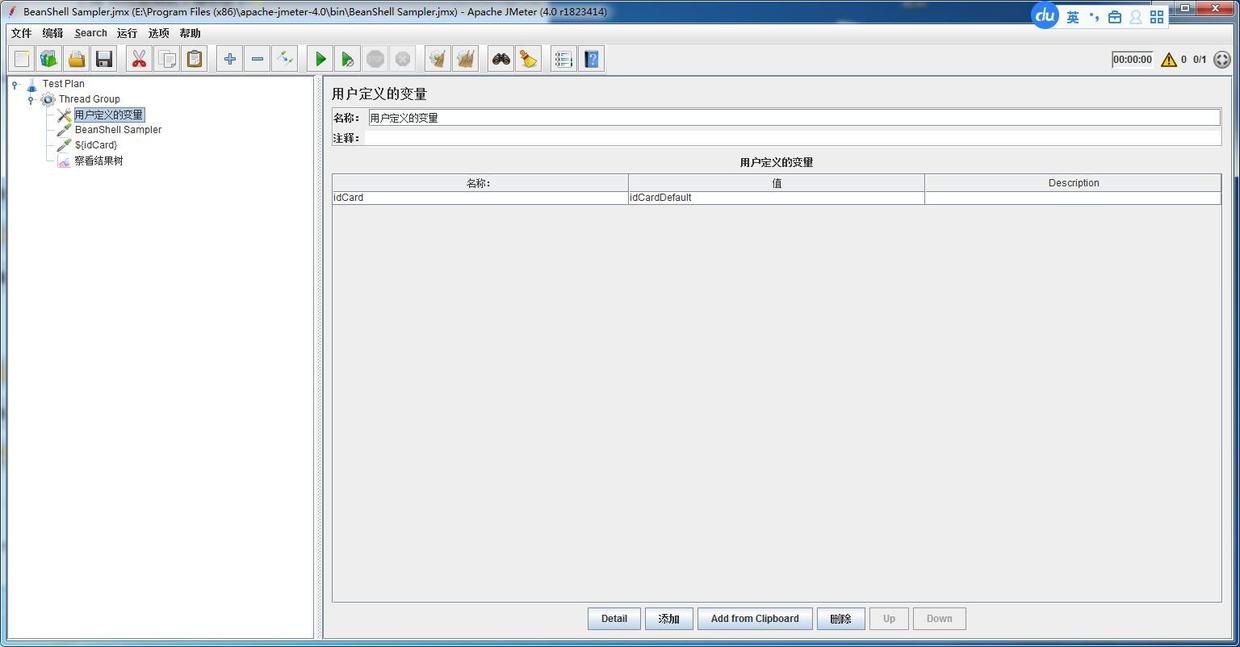 BeanShell Sampler.jmx (E:\Program Files (x86)\apache-jmeter-4.0\bin\BeanShell Sampler.jmx) - Apache JMeter (4.0 r1823414)
du 英
文件 编辑 Search 运行 选项 帮助
00:00:00 0 0/1
Test Plan
Thread Group
用户定义的变量
BeanShell Sampler
${idCard}
察看结果树
用户定义的变量
名称: 用户定义的变量
注释:
用户定义的变量
名称: 值 Description
idCard idCardDefault
Detail 添加 Add from Clipboard 删除 Up Down